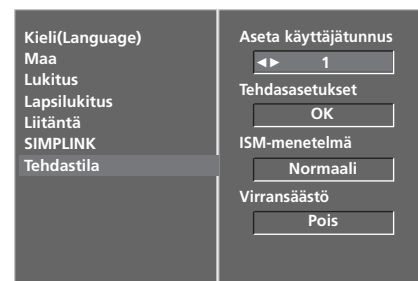 Kieli(Language)
Maa
Lukitus
Lapsilukitus
Liitäntä
SIMPLINK
Tehdastila
Aseta käyttäjätunnus
◄► 1
Tehdasasetukset
OK
ISM-menetelmä
Normaali
Virransäästö
Pois